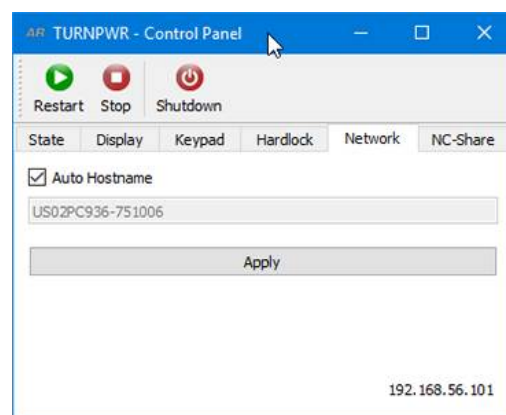 AR TURNPWR - Control Panel
Restart Stop Shutdown
State Display Keypad Hardlock Network NC-Share
Auto Hostname
US02PC936-751006
Apply
192.168.56.101